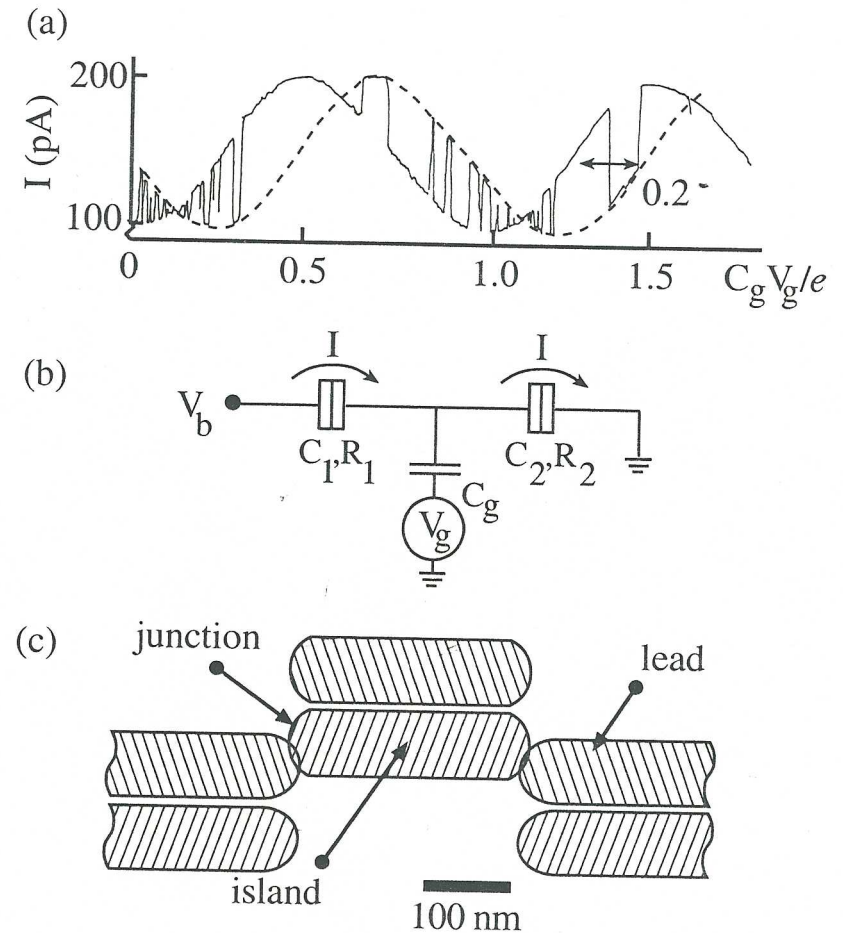 (a)
200
I (pA)
100
0.2
0 0.5 1.0 1.5 CgVg/e
(b)
I I
Vb
C1,R1 C2,R2
Cg
Vg
(c)
junction
lead
island
100 nm